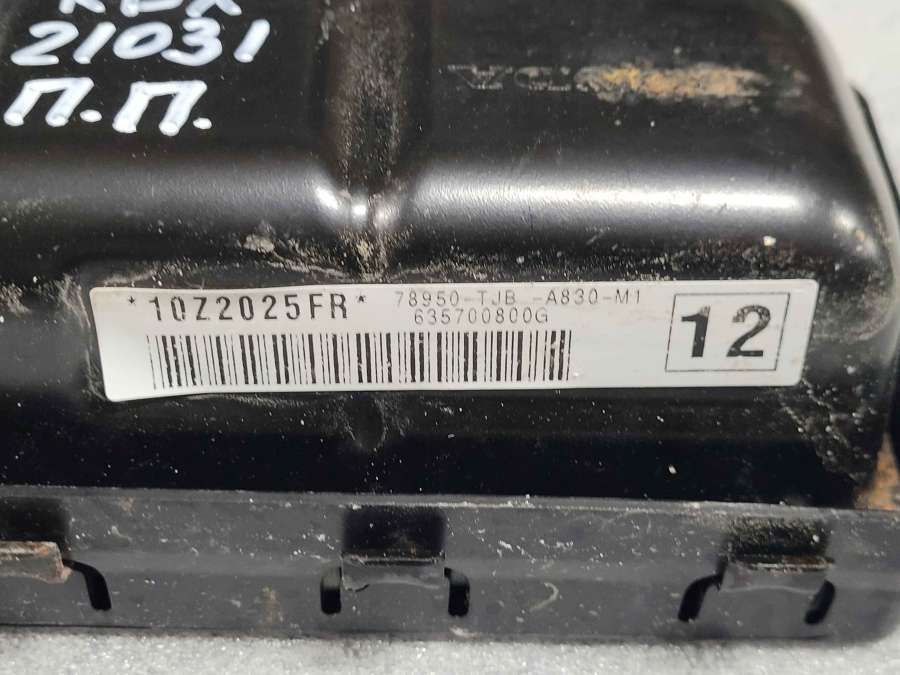 21031
П.П.
*10Z2025FR* 78950-TJB -A830-M1
635700800G
12